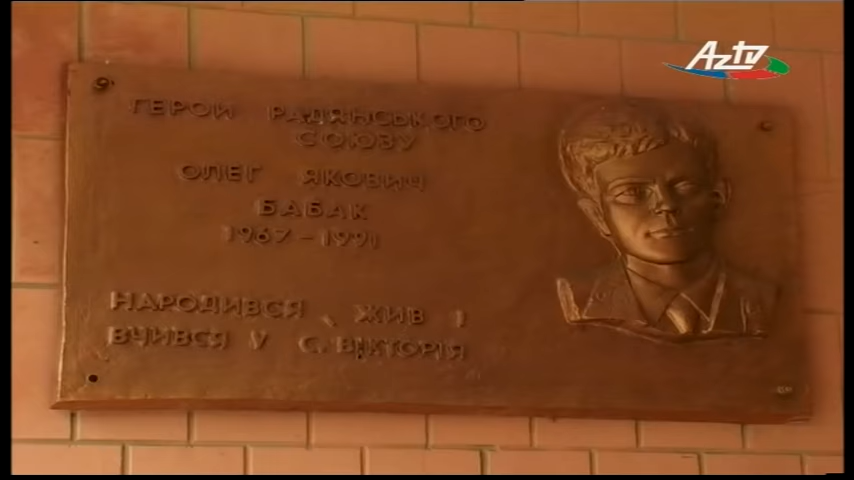 AZTV
ГЕРОЙ РАДЯНСЬКОГО
СОЮЗУ
ОЛЕГ ЯКОВИЧ
БАБАК
1967-1991
НАРОДИВСЯ, ЖИВ І
ВЧИВСЯ У С. ВІКТОРІЯ